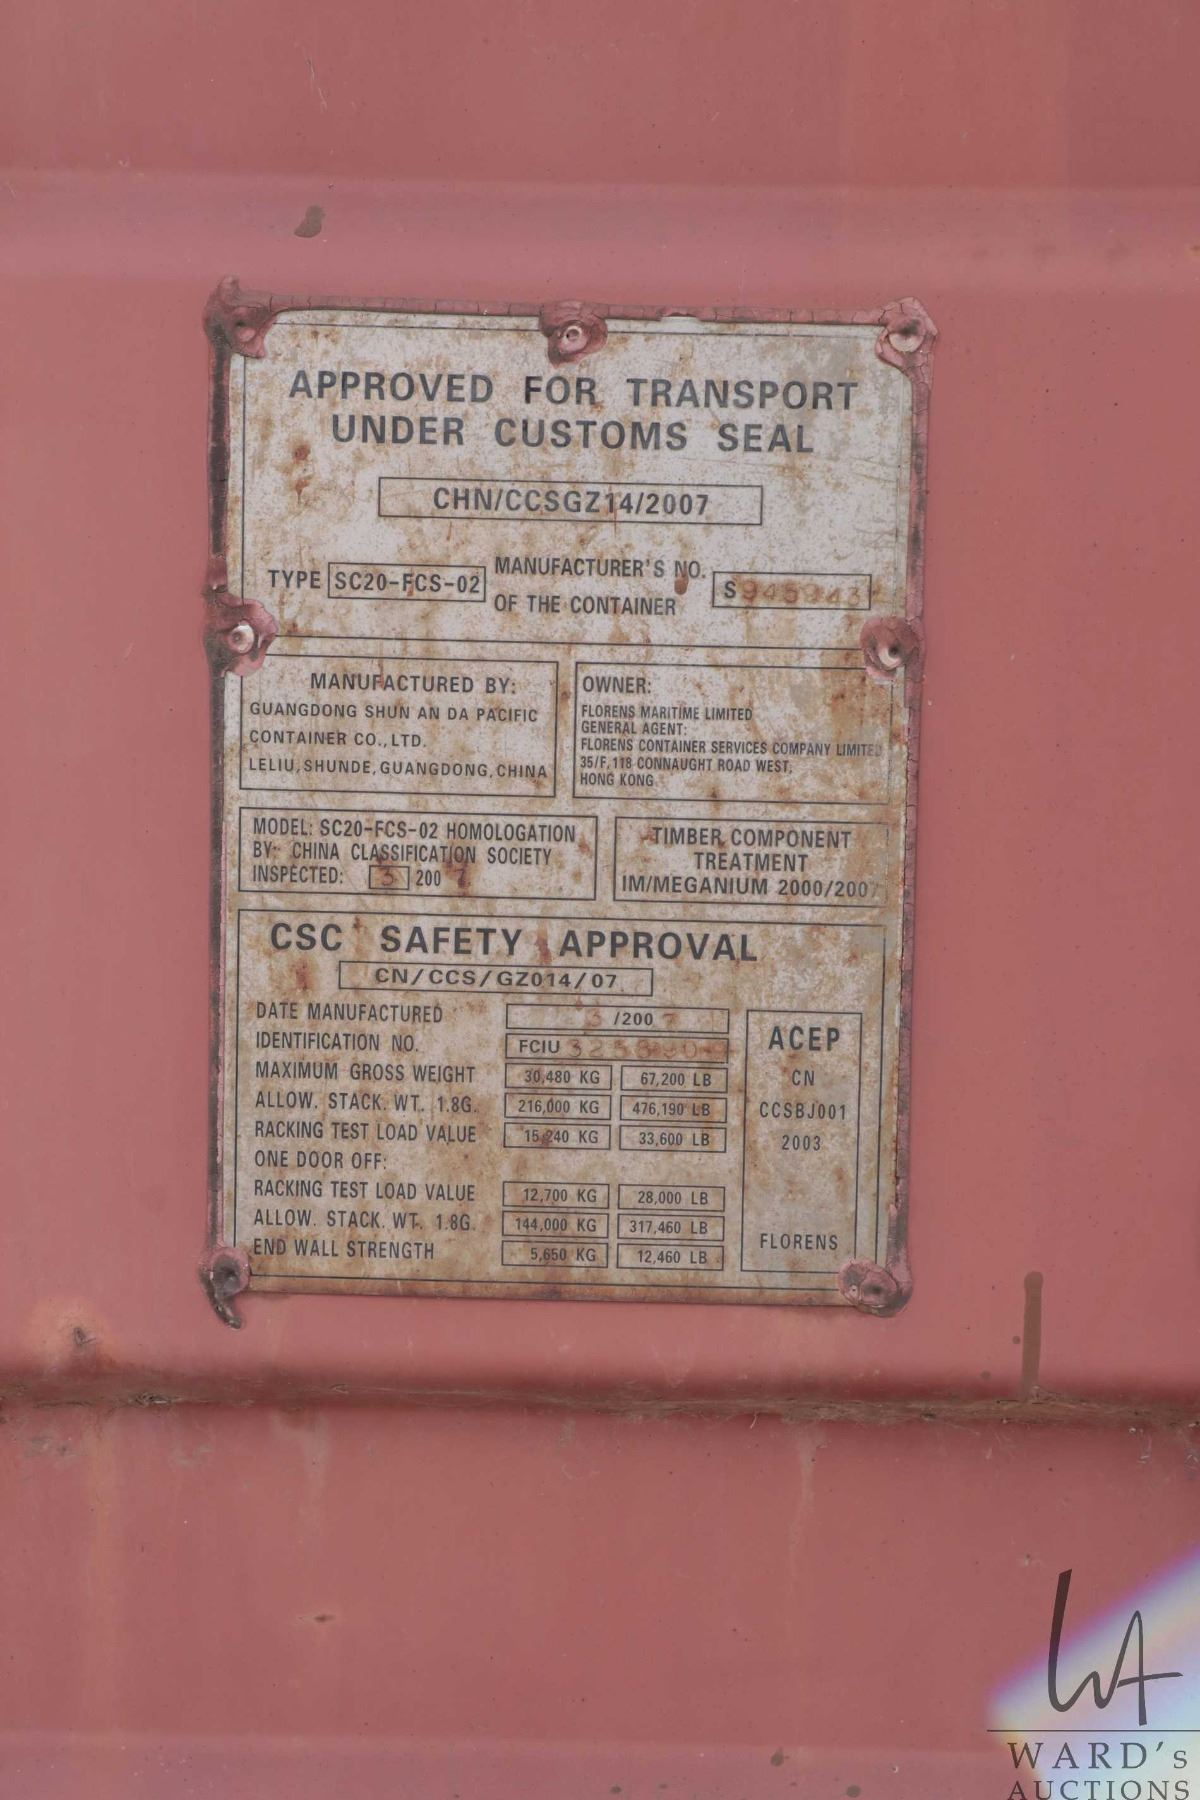 APPROVED FOR TRANSPORT
UNDER CUSTOMS SEAL
CHN/CCSGZ14/2007
TYPE SC20-FCS-02 MANUFACTURER'S NO.
OF THE CONTAINER S
MANUFACTURED BY:
GUANGDONG SHUN AN DA PACIFIC
CONTAINER CO., LTD.
LELIU, SHUNDE, GUANGDONG, CHINA
OWNER:
FLORENS MARITIME LIMITED
GENERAL AGENT:
FLORENS CONTAINER SERVICES COMPANY LIMITED
35/F, 118 CONNAUGHT ROAD WEST,
HONG KONG
MODEL: SC20-FCS-02 HOMOLOGATION
BY: CHINA CLASSIFICATION SOCIETY
INSPECTED: 3 2007
TIMBER COMPONENT
TREATMENT
IM/MEGANIUM 2000/2007
CSC SAFETY APPROVAL
CN/CCS/GZ014/07
DATE MANUFACTURED 3 /2007
IDENTIFICATION NO. FCIU
MAXIMUM GROSS WEIGHT 30,480 KG 67,200 LB
ALLOW. STACK. WT. 1.8G. 216,000 KG 476,190 LB
RACKING TEST LOAD VALUE 15,240 KG 33,600 LB
ONE DOOR OFF:
RACKING TEST LOAD VALUE 12,700 KG 28,000 LB
ALLOW. STACK. WT. 1.8G. 144,000 KG 317,460 LB
END WALL STRENGTH 5,650 KG 12,460 LB
ACEP
CN
CCSBJ001
2003
FLORENS
WA
WARD's
AUCTIONS